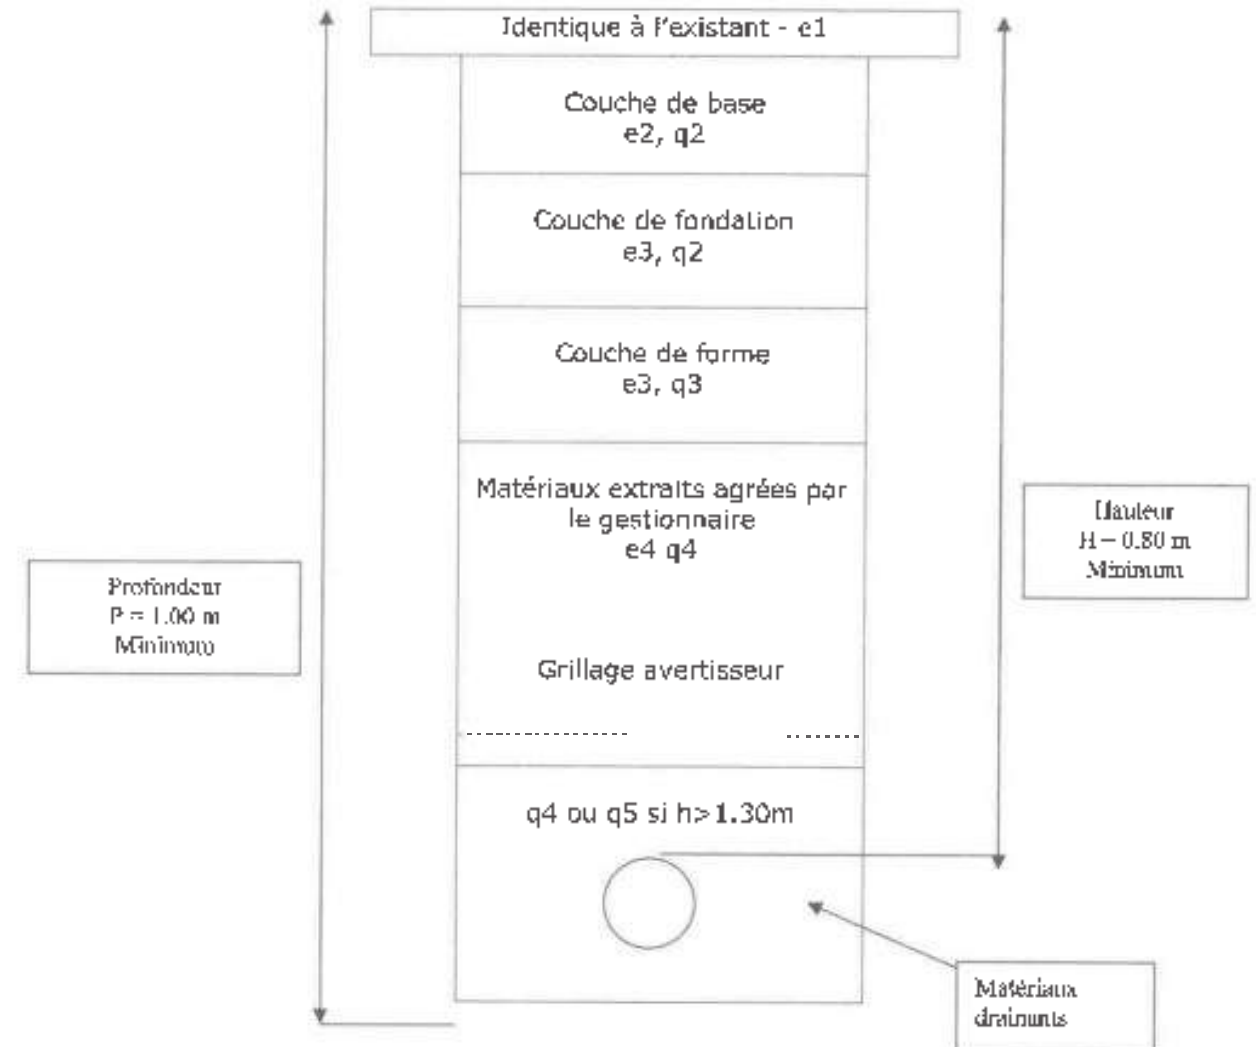 Identique à l'existant - e1
Couche de base
e2, q2
Couche de fondation
e3, q2
Couche de forme
e3, q3
Matériaux extraits agrées par
le gestionnaire
e4 q4
Grillage avertisseur
q4 ou q5 si h>1.30m
Hauteur
H = 0.80 m
Minimum
Profondeur
P = 1.00 m
Minimum
Matériaux
drainants